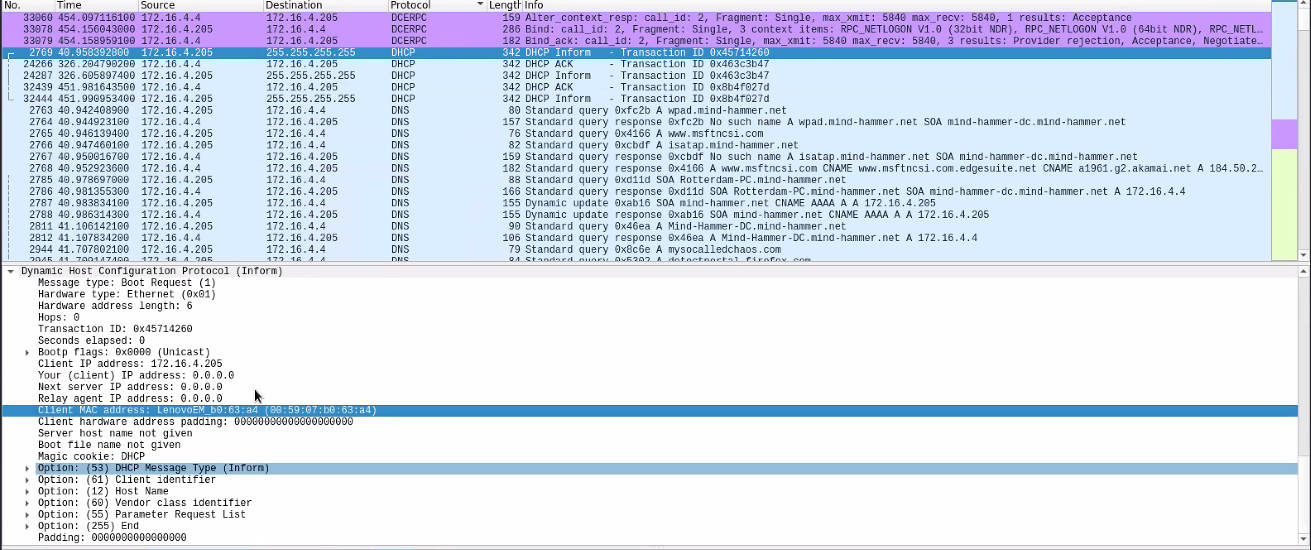 No. Time Source Destination Protocol Length Info
33060 454.097116100 172.16.4.4 172.16.4.205 DCERPC 159 Alter_context_resp: call_id: 2, Fragment: Single, max_xmit: 5840 max_recv: 5840, 1 results: Acceptance
33078 454.156043000 172.16.4.205 172.16.4.4 DCERPC 286 Bind: call_id: 2, Fragment: Single, 3 context items: RPC_NETLOGON V1.0 (32bit NDR), RPC_NETLOGON V1.0 (64bit NDR), RPC_NETL…
33079 454.158959100 172.16.4.4 172.16.4.205 DCERPC 182 Bind_ack: call_id: 2, Fragment: Single, max_xmit: 5840 max_recv: 5840, 3 results: Provider rejection, Acceptance, Negotiate…
2769 40.958392800 172.16.4.205 255.255.255.255 DHCP 342 DHCP Inform - Transaction ID 0x45714260
24266 326.204790200 172.16.4.4 172.16.4.205 DHCP 342 DHCP ACK - Transaction ID 0x463c3b47
24287 326.605897400 172.16.4.205 255.255.255.255 DHCP 342 DHCP Inform - Transaction ID 0x463c3b47
32439 451.981643500 172.16.4.4 172.16.4.205 DHCP 342 DHCP ACK - Transaction ID 0x8b4f027d
32444 451.990953400 172.16.4.205 255.255.255.255 DHCP 342 DHCP Inform - Transaction ID 0x8b4f027d
2763 40.942408900 172.16.4.205 172.16.4.4 DNS 80 Standard query 0xfc2b A wpad.mind-hammer.net
2764 40.944923100 172.16.4.4 172.16.4.205 DNS 157 Standard query response 0xfc2b No such name A wpad.mind-hammer.net SOA mind-hammer-dc.mind-hammer.net
2765 40.946139400 172.16.4.205 172.16.4.4 DNS 76 Standard query 0x4166 A www.msftncsi.com
2766 40.947460100 172.16.4.205 172.16.4.4 DNS 82 Standard query 0xcbdf A isatap.mind-hammer.net
2767 40.950016700 172.16.4.4 172.16.4.205 DNS 159 Standard query response 0xcbdf No such name A isatap.mind-hammer.net SOA mind-hammer-dc.mind-hammer.net
2768 40.952923600 172.16.4.4 172.16.4.205 DNS 182 Standard query response 0x4166 A www.msftncsi.com CNAME www.msftncsi.com.edgesuite.net CNAME a1961.g2.akamai.net A 184.50.2…
2785 40.978697000 172.16.4.205 172.16.4.4 DNS 88 Standard query 0xd11d SOA Rotterdam-PC.mind-hammer.net
2786 40.981355300 172.16.4.4 172.16.4.205 DNS 166 Standard query response 0xd11d SOA Rotterdam-PC.mind-hammer.net SOA mind-hammer-dc.mind-hammer.net A 172.16.4.4
2787 40.983834100 172.16.4.205 172.16.4.4 DNS 155 Dynamic update 0xab16 SOA mind-hammer.net CNAME AAAA A A 172.16.4.205
2788 40.986314300 172.16.4.4 172.16.4.205 DNS 155 Dynamic update response 0xab16 SOA mind-hammer.net CNAME AAAA A A 172.16.4.205
2811 41.106142100 172.16.4.205 172.16.4.4 DNS 90 Standard query 0x46ea A Mind-Hammer-DC.mind-hammer.net
2812 41.107834200 172.16.4.4 172.16.4.205 DNS 106 Standard query response 0x46ea A Mind-Hammer-DC.mind-hammer.net A 172.16.4.4
2944 41.707802100 172.16.4.205 172.16.4.4 DNS 79 Standard query 0x8c6e A mysocalledchaos.com
172.16.4.205 172.16.4.4 DNS 84 Standard query A detectportal.firefox.com
Dynamic Host Configuration Protocol (Inform)
Message type: Boot Request (1)
Hardware type: Ethernet (0x01)
Hardware address length: 6
Hops: 0
Transaction ID: 0x45714260
Seconds elapsed: 0
Bootp flags: 0x0000 (Unicast)
Client IP address: 172.16.4.205
Your (client) IP address: 0.0.0.0
Next server IP address: 0.0.0.0
Relay agent IP address: 0.0.0.0
Client MAC address: LenovoEM_b0:63:a4 (00:59:07:b0:63:a4)
Client hardware address padding: 00000000000000000000
Server host name not given
Boot file name not given
Magic cookie: DHCP
Option: (53) DHCP Message Type (Inform)
Option: (61) Client identifier
Option: (12) Host Name
Option: (60) Vendor class identifier
Option: (55) Parameter Request List
Option: (255) End
Padding: 0000000000000000